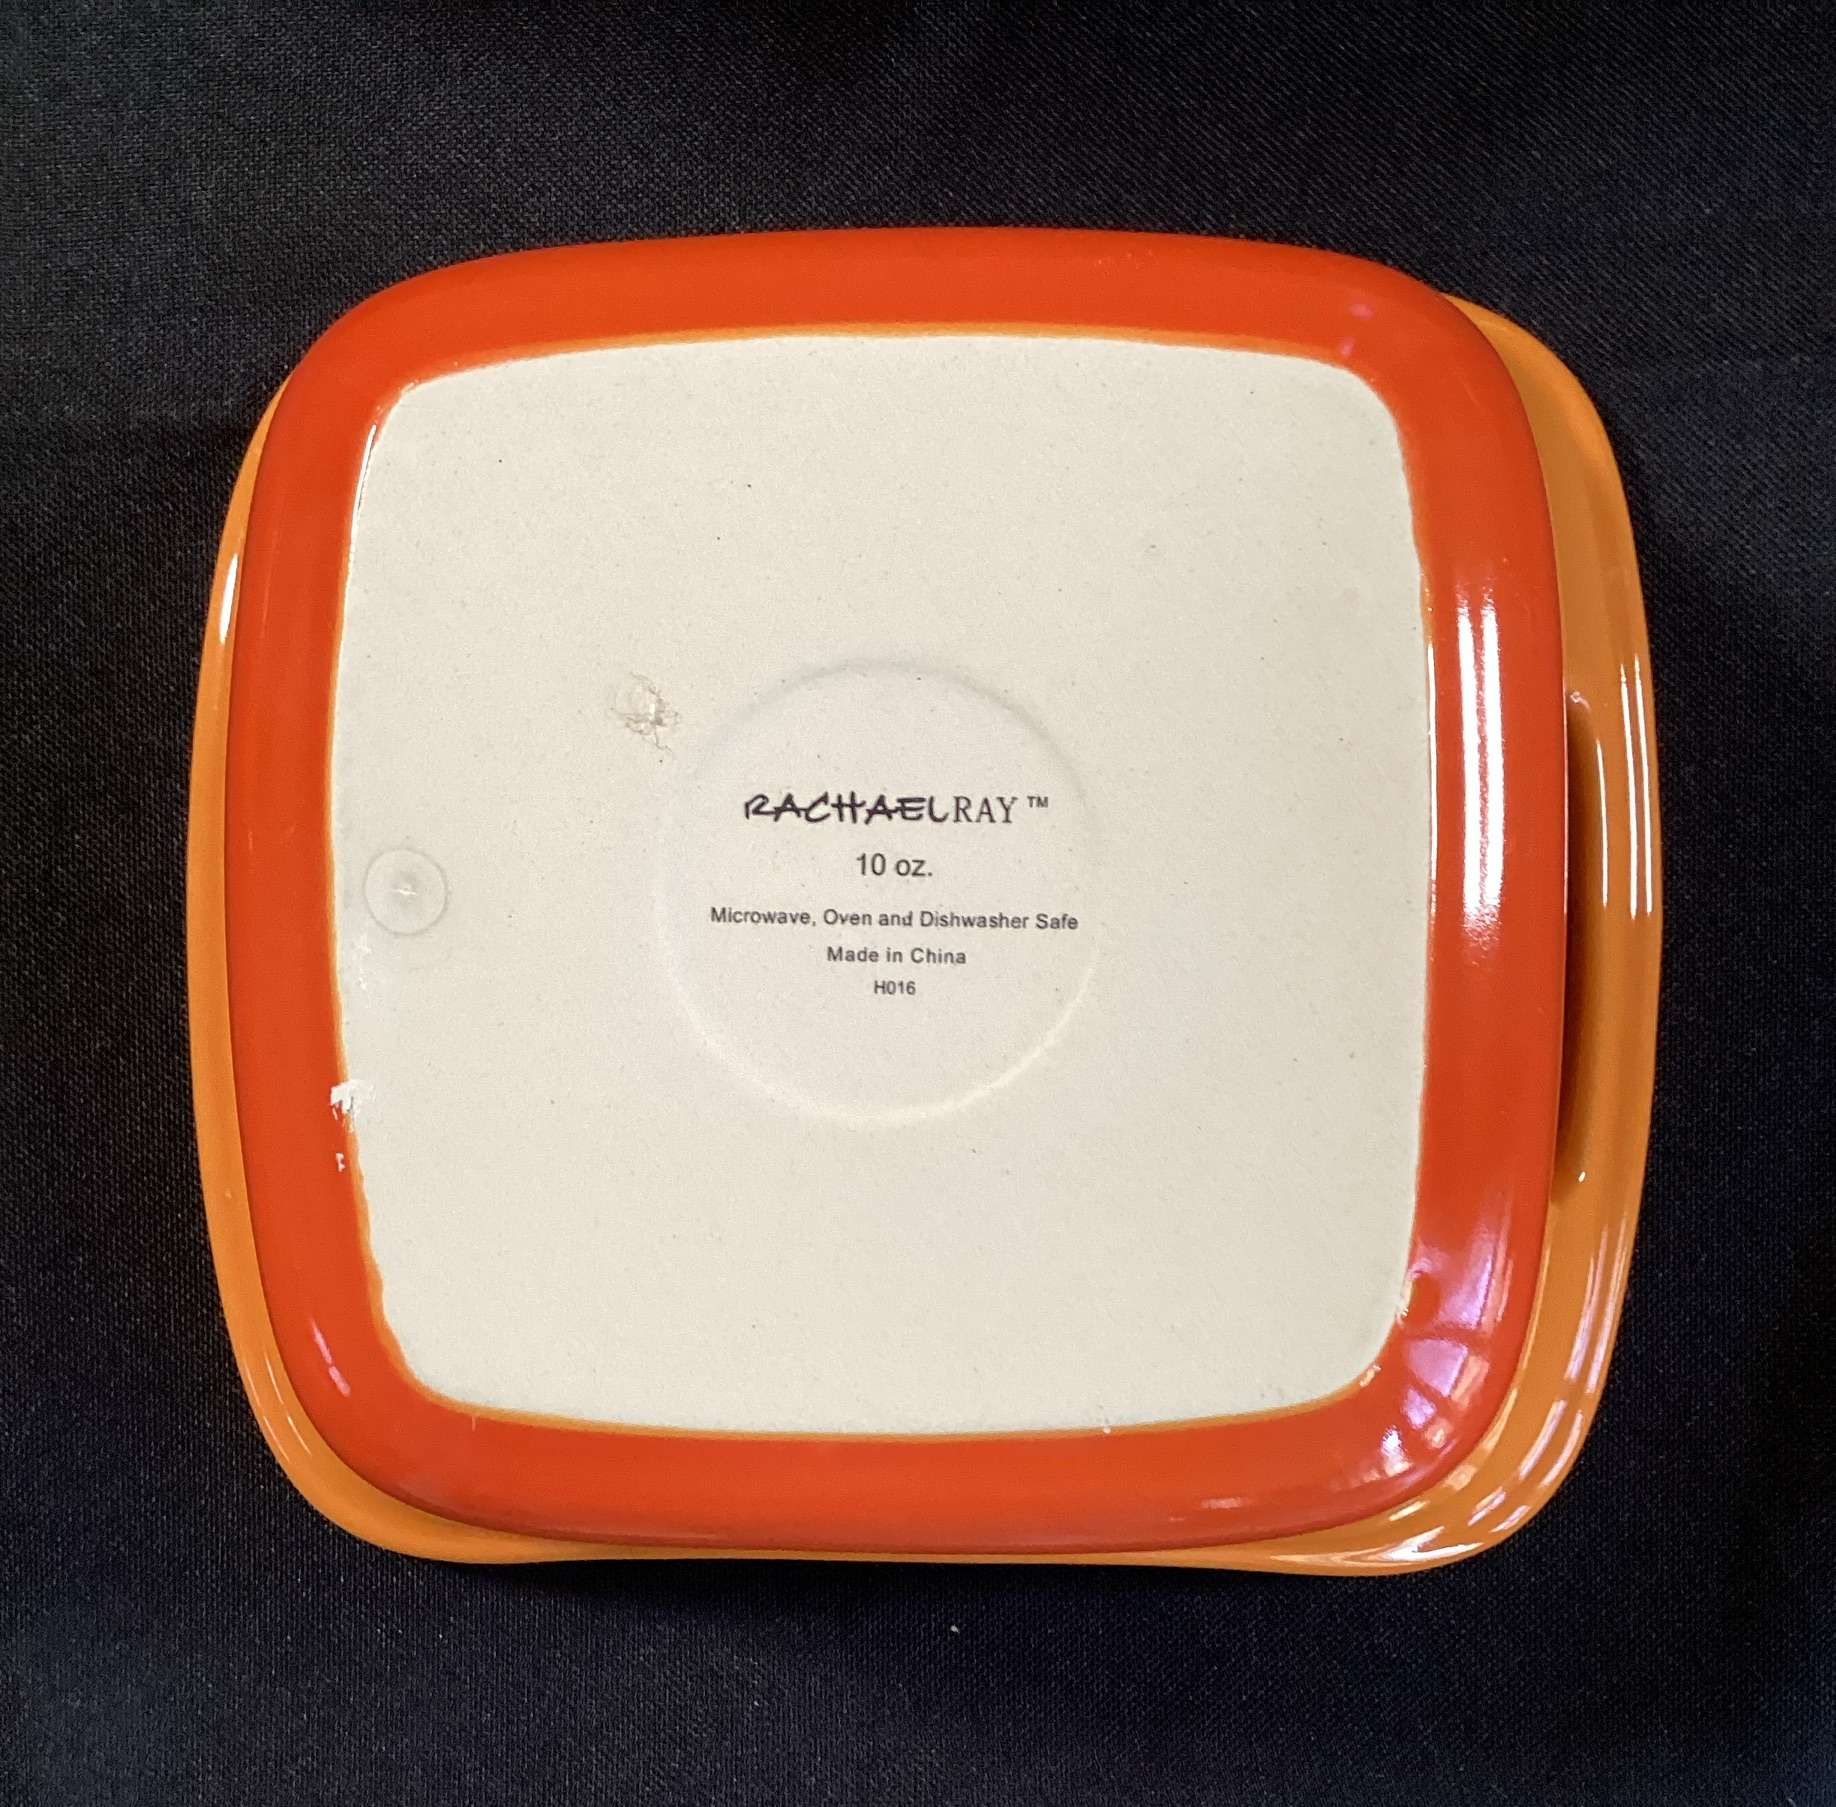 RACHAELRAY™
10 oz.
Microwave, Oven and Dishwasher Safe
Made in China
H016